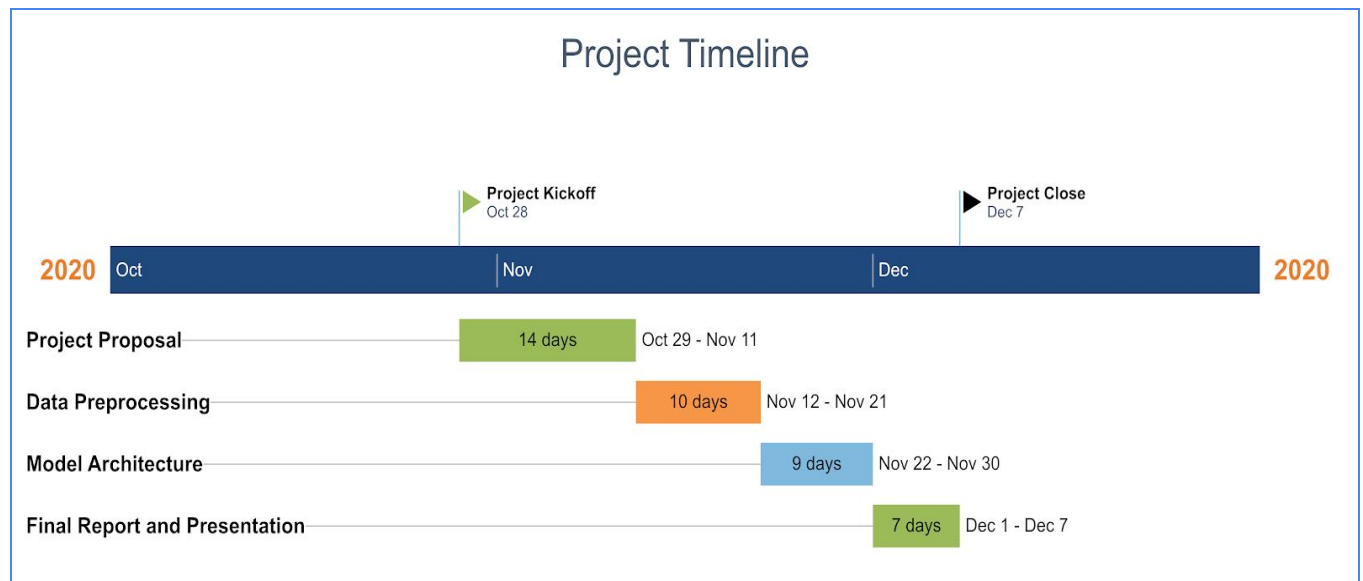 Project Timeline
Project Kickoff
Oct 28
Project Close
Dec 7
2020 Oct Nov Dec 2020
Project Proposal 14 days Oct 29 - Nov 11
Data Preprocessing 10 days Nov 12 - Nov 21
Model Architecture 9 days Nov 22 - Nov 30
Final Report and Presentation 7 days Dec 1 - Dec 7